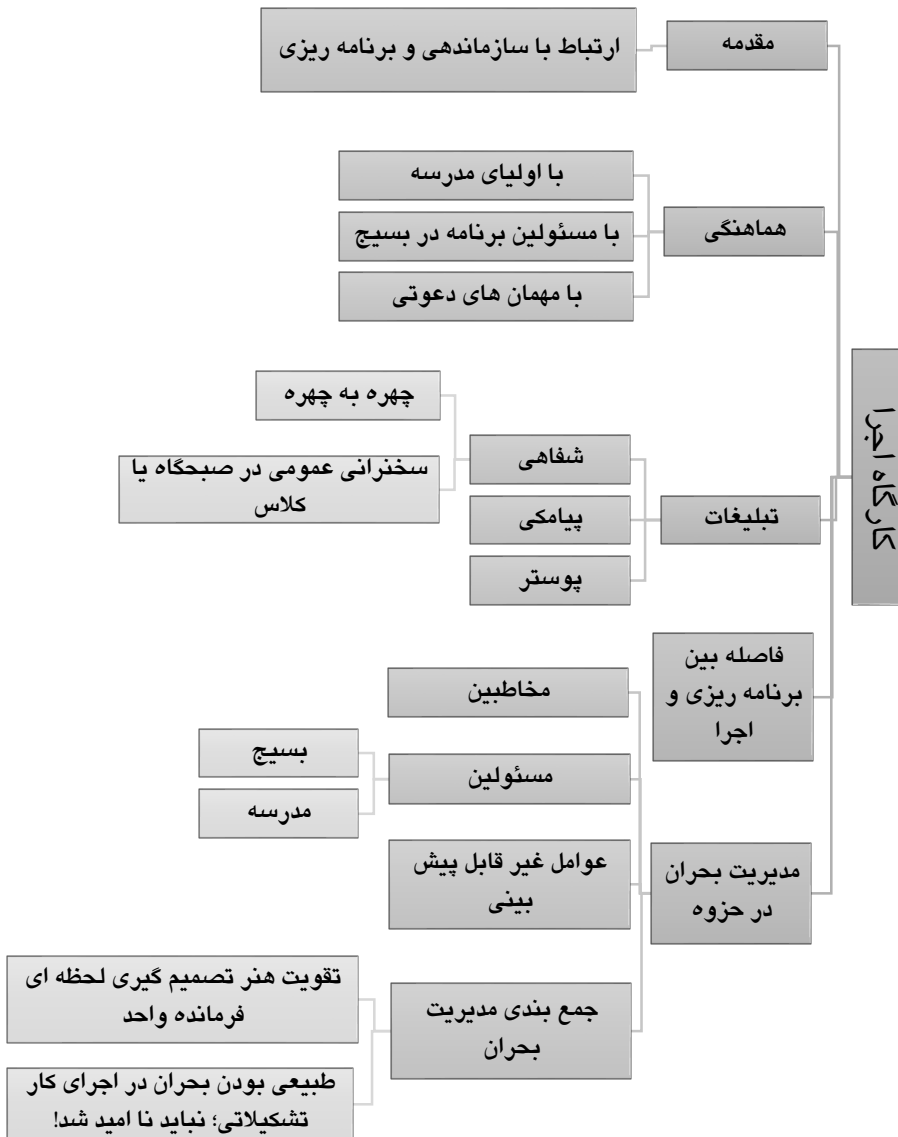 کارگاه اجرا
مقدمه
ارتباط با سازماندهی و برنامه ریزی
هماهنگی
با اولیای مدرسه
با مسئولین برنامه در بسیج
با مهمان های دعوتی
تبلیغات
شفاهی
چهره به چهره
سخنرانی عمومی در صبحگاه یا
کلاس
پیامکی
پوستر
فاصله بین
برنامه ریزی و
اجرا
مدیریت بحران
در حزوه
مخاطبین
مسئولین
بسیج
مدرسه
عوامل غیر قابل پیش
بینی
جمع بندی مدیریت
بحران
تقویت هنر تصمیم گیری لحظه ای
فرمانده واحد
طبیعی بودن بحران در اجرای کار
تشکیلاتی؛ نباید نا امید شد!